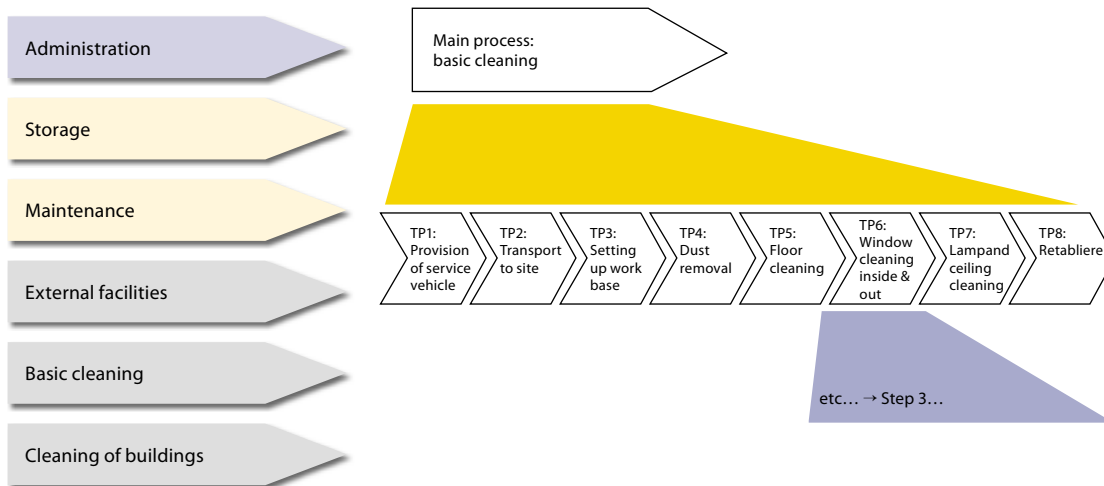 Administration
Storage
Maintenance
External facilities
Basic cleaning
Cleaning of buildings
Main process:
basic cleaning
TP1:
Provision
of service
vehicle
TP2:
Transport
to site
TP3:
Setting
up work
base
TP4:
Dust
removal
TP5:
Floor
cleaning
TP6:
Window
cleaning
inside &
out
TP7:
Lampand
ceiling
cleaning
TP8:
Retabliere
etc… → Step 3…